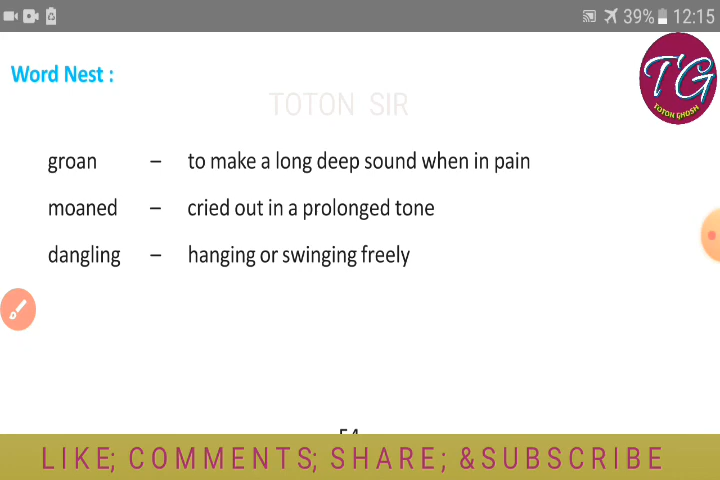 39% 12:15
Word Nest :
T'G
TOTON GHOSH
TOTON SIR
groan – to make a long deep sound when in pain
moaned – cried out in a prolonged tone
dangling – hanging or swinging freely
LIKE; COMMENTS; SHARE; &SUBSCRIBE